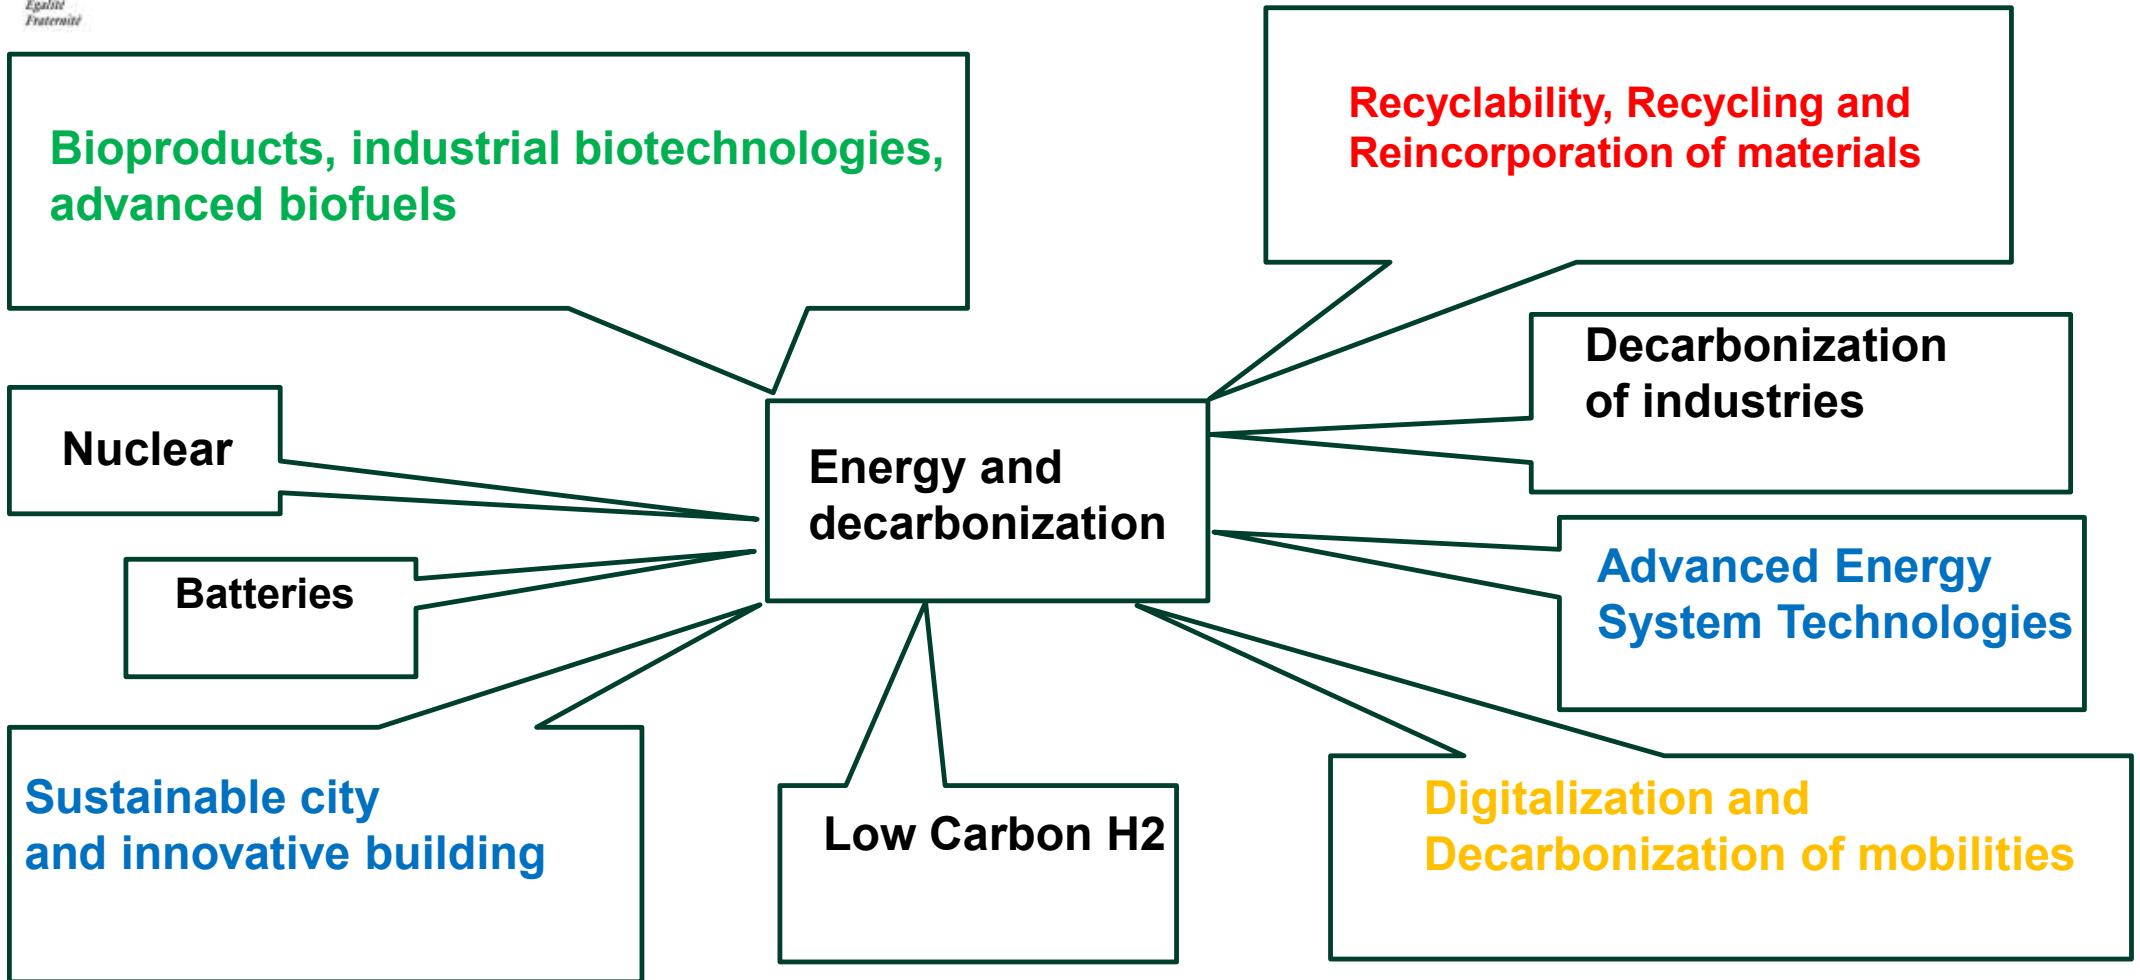 Égalité
Fraternité
Bioproducts, industrial biotechnologies,
advanced biofuels
Recyclability, Recycling and
Reincorporation of materials
Decarbonization
of industries
Nuclear
Energy and
decarbonization
Advanced Energy
System Technologies
Batteries
Sustainable city
and innovative building
Low Carbon H2
Digitalization and
Decarbonization of mobilities